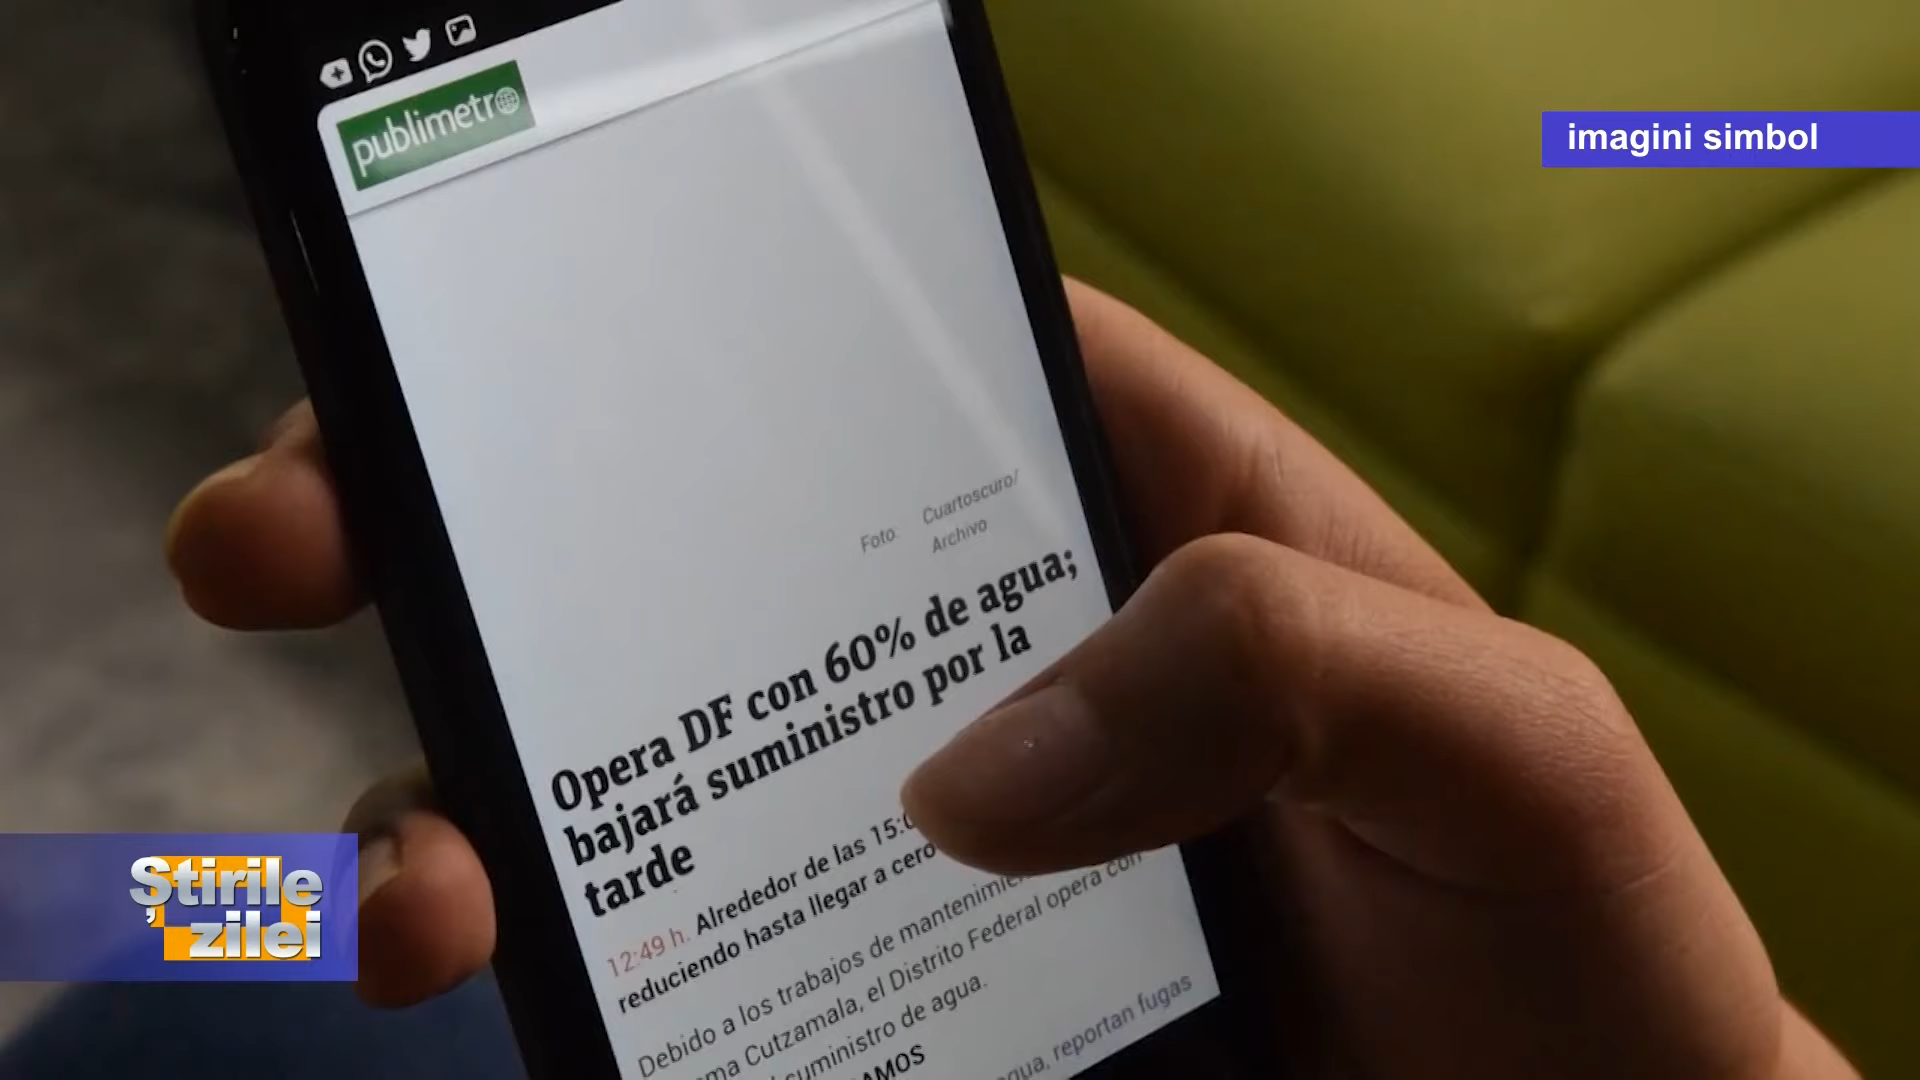 publimetro
imagini simbol
Foto: Cuartoscuro/
Archivo
Opera DF con 60% de agua;
bajará suministro por la
tarde
12:49 h. Alrededor de las
reduciendo hasta llegar a cero
Debido a los trabajos de
Cutzamala, el Distrito Federal opera con
suministro de agua.
reportan fugas
Știrile
zilei